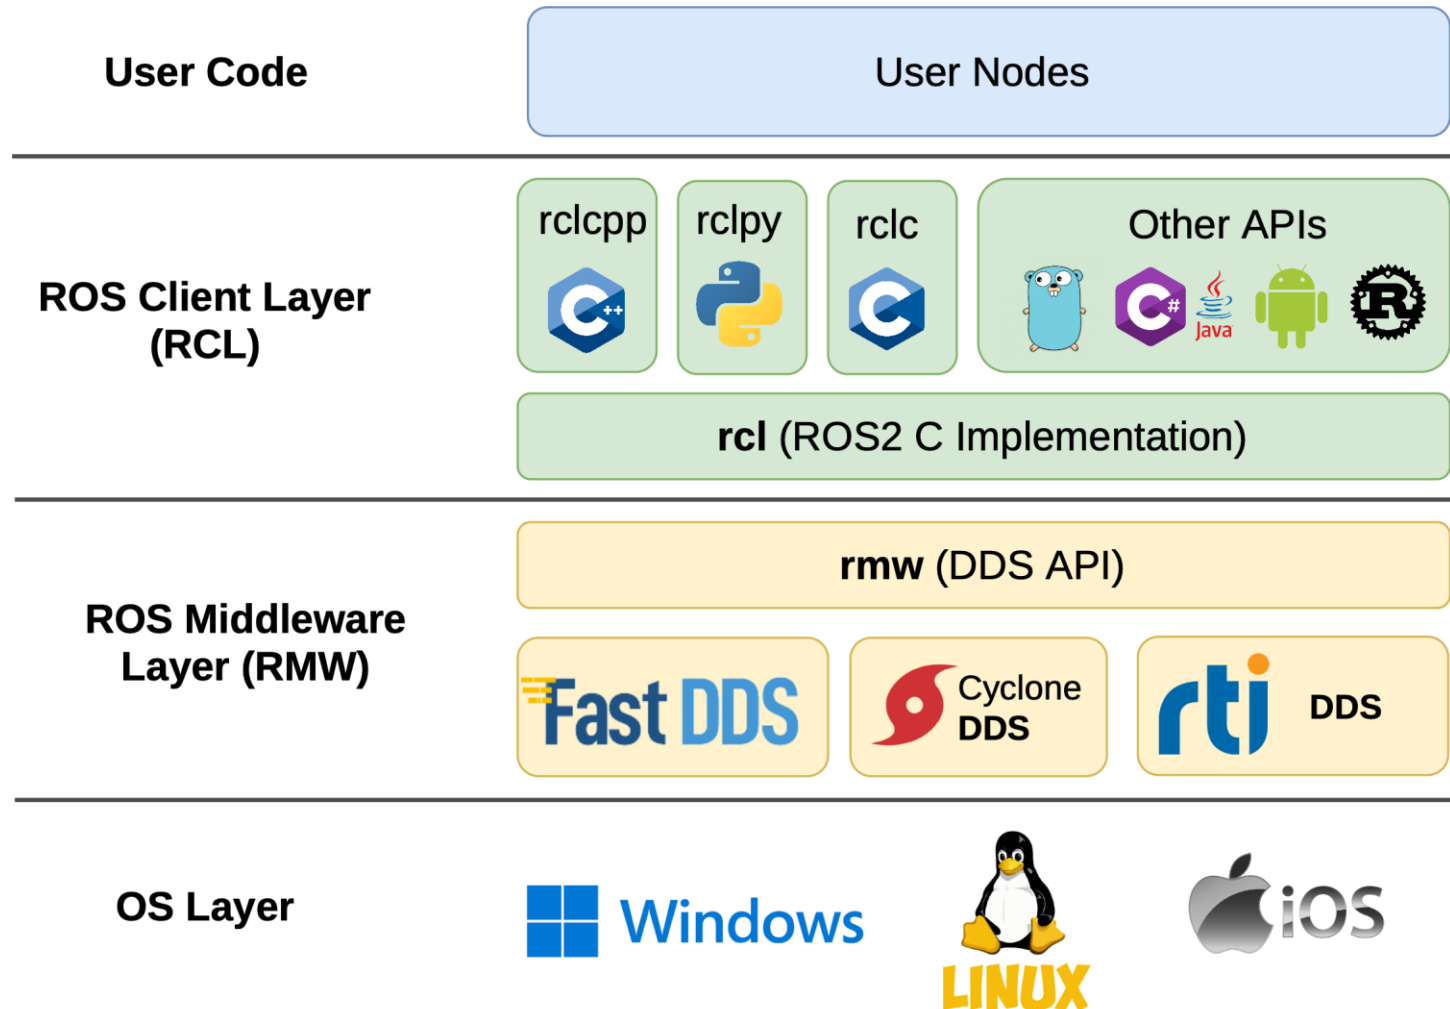 User Code
User Nodes
ROS Client Layer
(RCL)
rclcpp
C++
rclpy
rclc
C
Other APIs
C#
Java
R
rcl (ROS2 C Implementation)
ROS Middleware
Layer (RMW)
rmw (DDS API)
Fast DDS
Cyclone
DDS
rti
DDS
OS Layer
Windows
LINUX
iOS